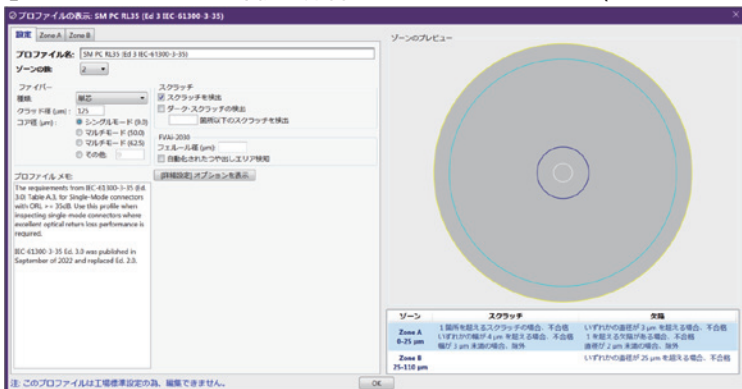 プロファイルの表示: SM PC RL35 (Ed 3 IEC-61300-3-35)
設定 Zone A Zone B
プロファイル名: SM PC RL35 (Ed 3 IEC-61300-3-35)
ゾーンの数: 2
ファイバー
種類: 単芯
クラッド径 (μm) : 125
コア径 (μm) : シングルモード F (9.0)
マルチモード F (50.0)
マルチモード F (62.5)
その他: 0
スクラッチ
スクラッチを検出
ダーク・スクラッチの検出
箇所以下のスクラッチを検出
FVAi-2030
フェルール径 (μm)
自動化されたつや出しエリア検知
[詳細設定] オプションを表示
プロファイル メモ:
The requirements from IEC-61300-3-35 (Ed.
3.0) Table A.3, for Single-Mode connectors
with ORL >= 35dB. Use this profile when
inspecting single-mode connectors where
excellent optical return loss performance is
required.
IEC-61300-3-35 Ed. 3.0 was published in
September of 2022 and replaced Ed. 2.0.
ゾーンのプレビュー
ゾーン スクラッチ 欠陥
Zone A
0-25 μm
1 箇所を超えるスクラッチの場合、不合格
いずれかの幅が 4 μm を超える場合、不合格
幅が 3 μm 未満の場合、除外
いずれかの直径が 3 μm を超える場合、不合格
1 を超える欠陥がある場合、不合格
直径が 2 μm 未満の場合、除外
Zone B
25-110 μm
いずれかの直径が 25 μm を超える場合、不合格
注: このプロファイルは工場標準設定の為、編集できません。
OK